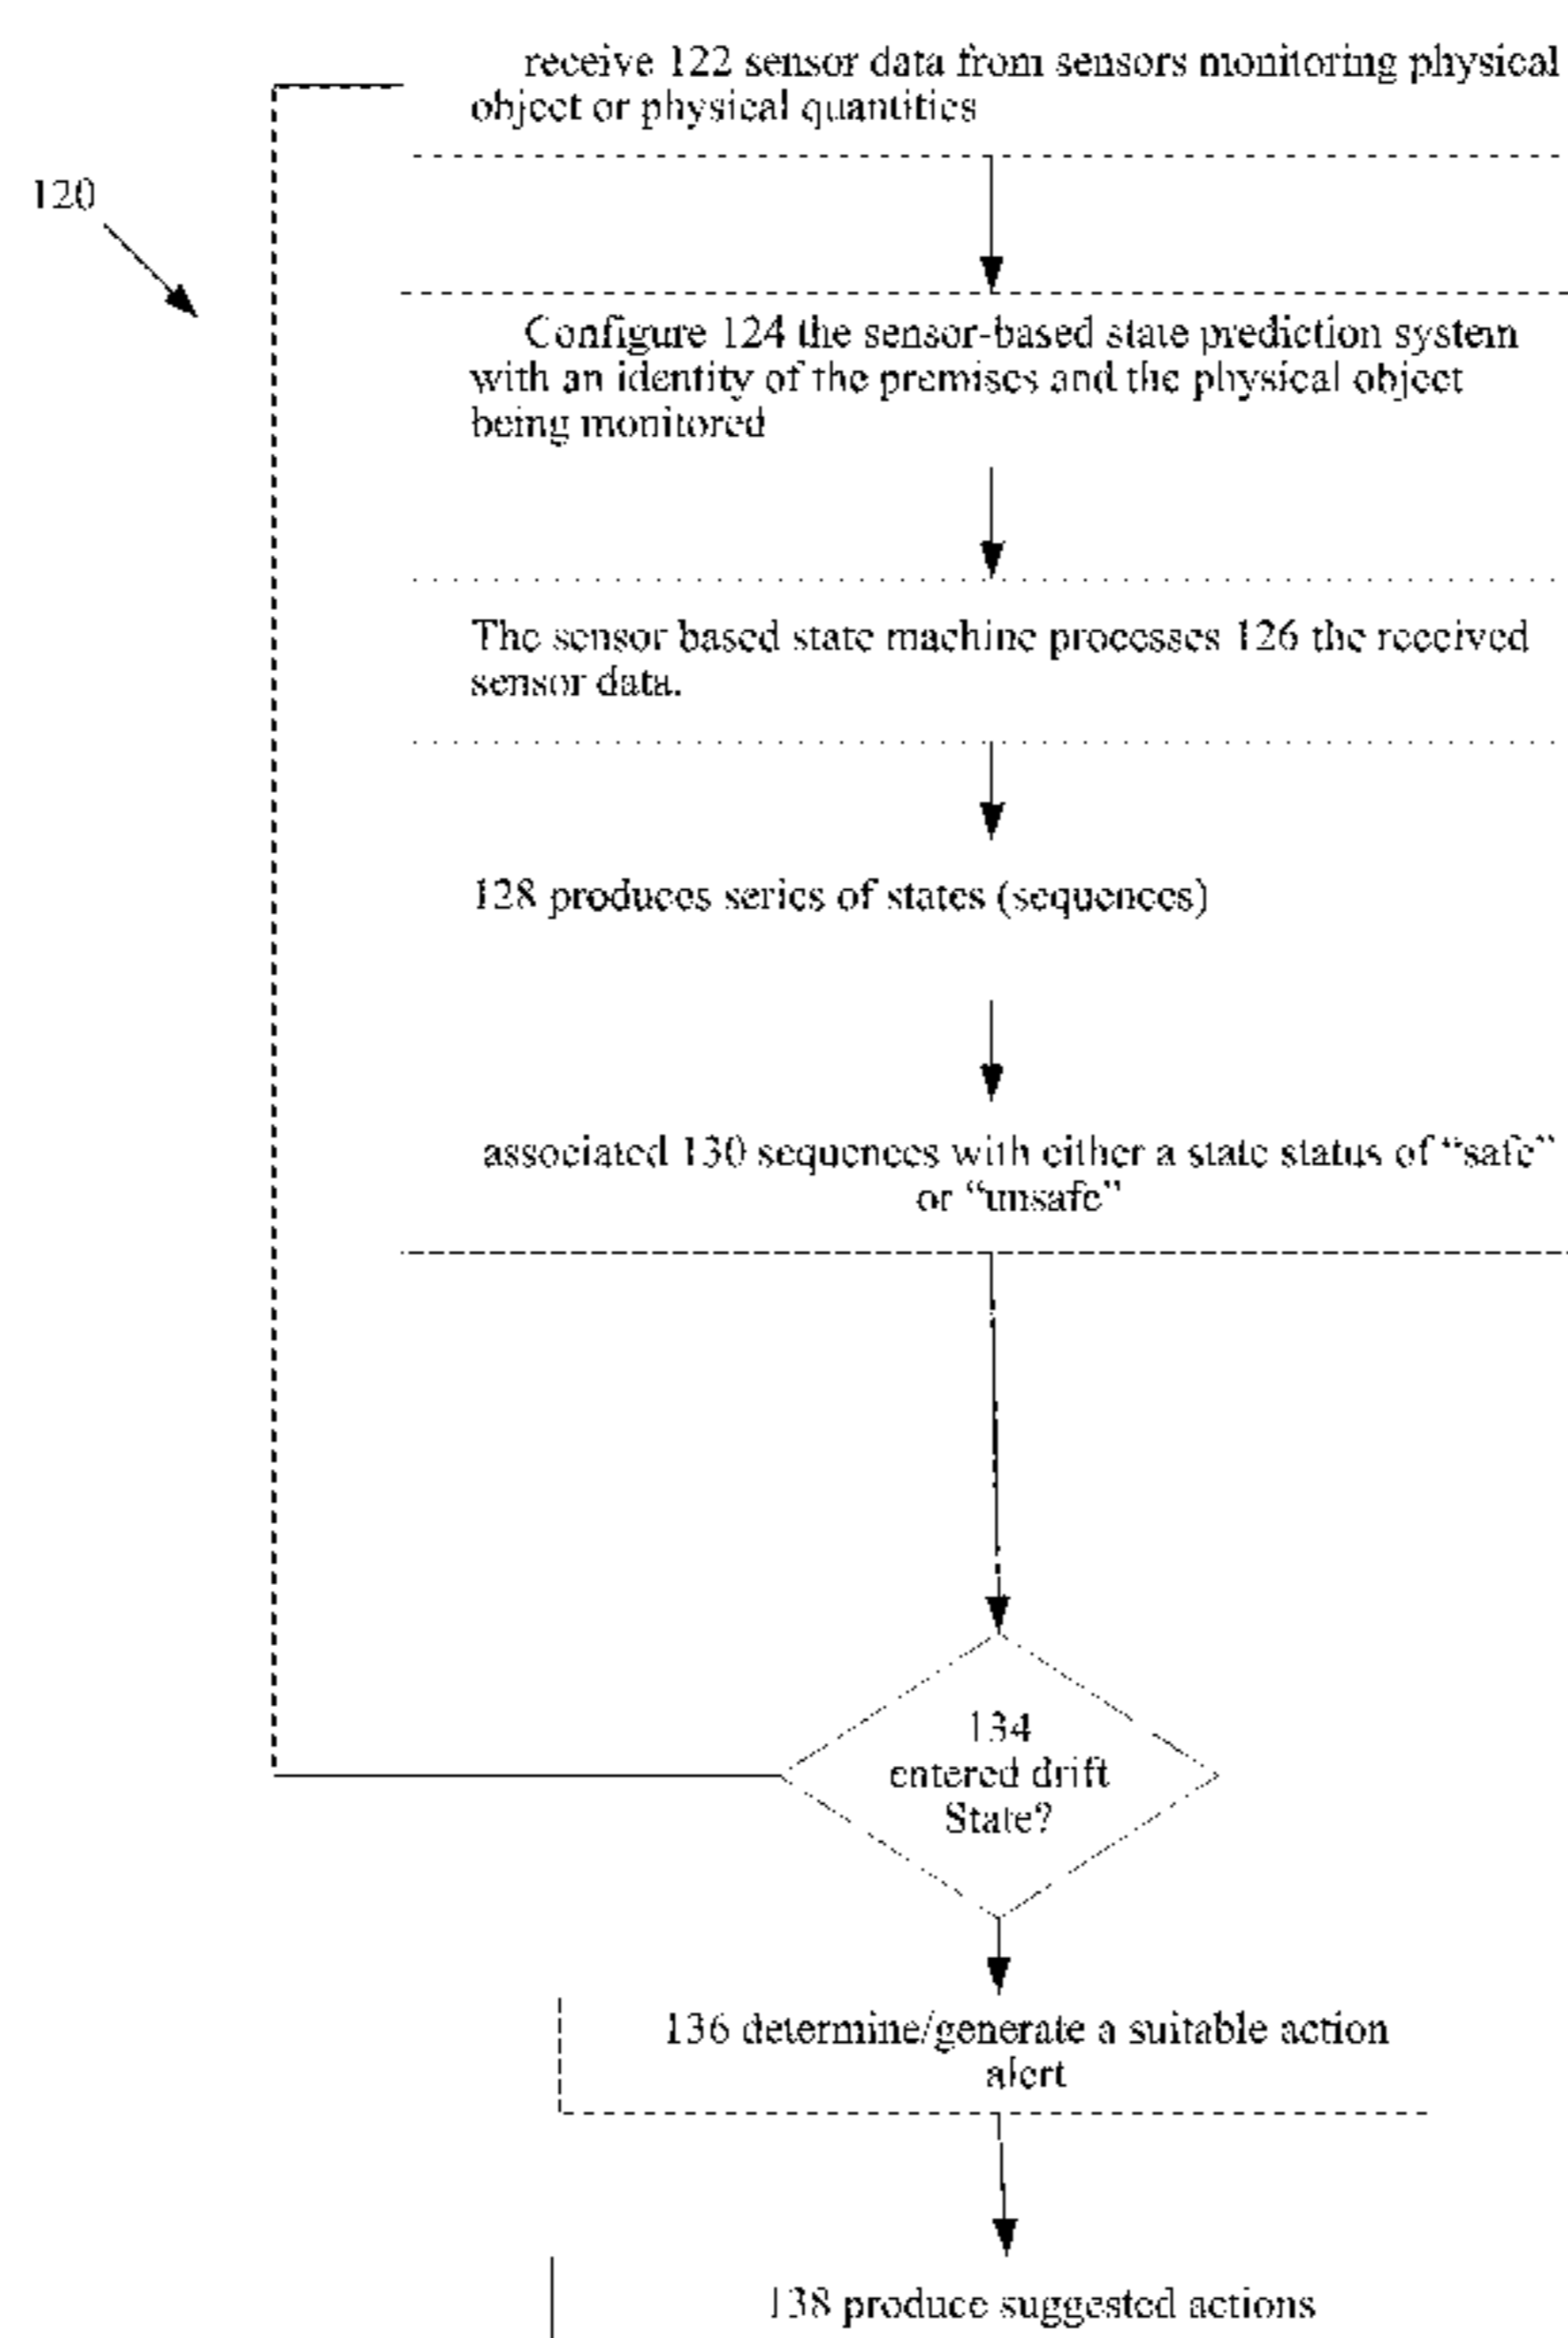 receive 122 sensor data from sensors monitoring physical
object or physical quantities
120
Configure 124 the sensor-based state prediction system
with an identity of the premises and the physical object
being monitored
The sensor based state machine processes 126 the received
sensor data.
128 produces series of states (sequences)
associated 130 sequences with either a state status of “safe”
or “unsafe”
134
entered drift
State?
136 determine/generate a suitable action
alert
138 produce suggested actions